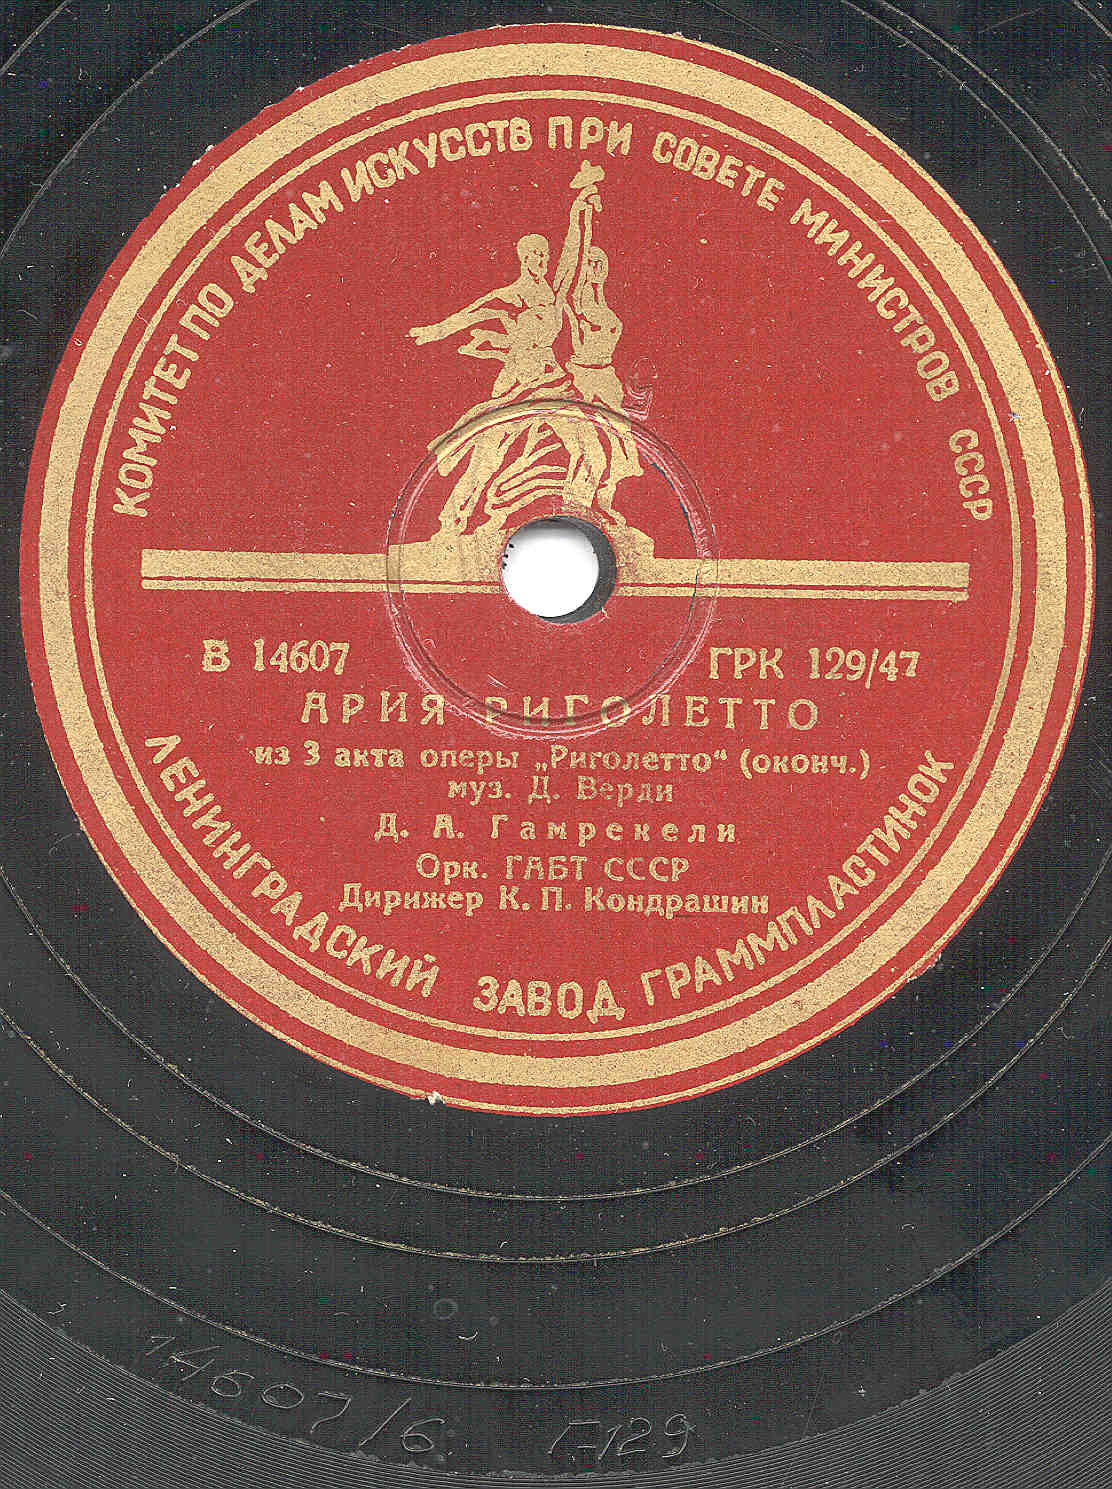 КОМИТЕТ ПО ДЕЛАМ ИСКУССТВ ПРИ СОВЕТЕ МИНИСТРОВ СССР
В 14607 ГРК 129/47
АРИЯ РИГОЛЕТТО
из 3 акта оперы „Риголетто“ (оконч.)
муз. Д. Верди
Д. А. Гамрекели
Орк. ГАБТ СССР
Дирижер К. П. Кондрашин
ЛЕНИНГРАДСКИЙ ЗАВОД ГРАММПЛАСТИНОК
14607/6 Г129